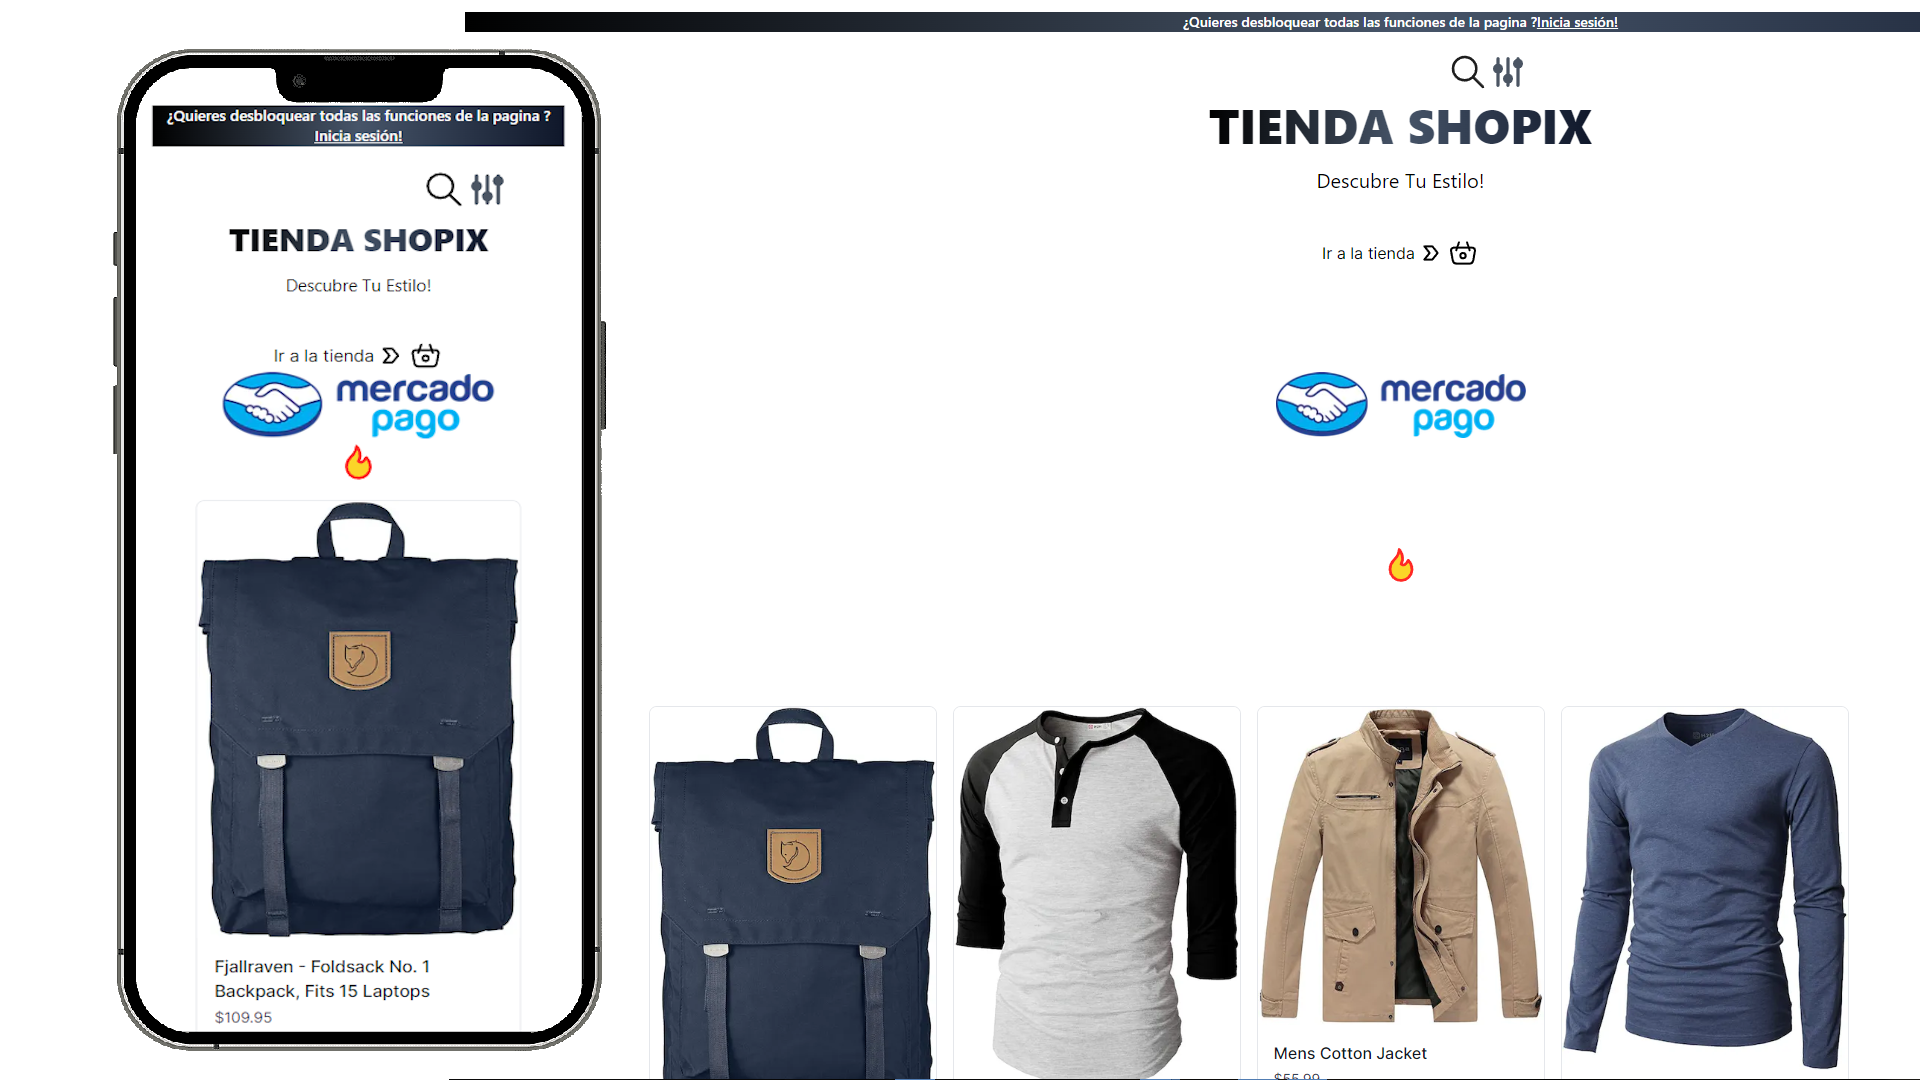 ¿Quieres desbloquear todas las funciones de la pagina ?
Inicia sesión!
TIENDA SHOPIX
Descubre Tu Estilo!
Ir a la tienda
mercado
pago
Fjallraven - Foldsack No. 1
Backpack, Fits 15 Laptops
$109.95
¿Quieres desbloquear todas las funciones de la pagina ?Inicia sesión!
TIENDA SHOPIX
Descubre Tu Estilo!
Ir a la tienda
mercado
pago
Mens Cotton Jacket
$55.99